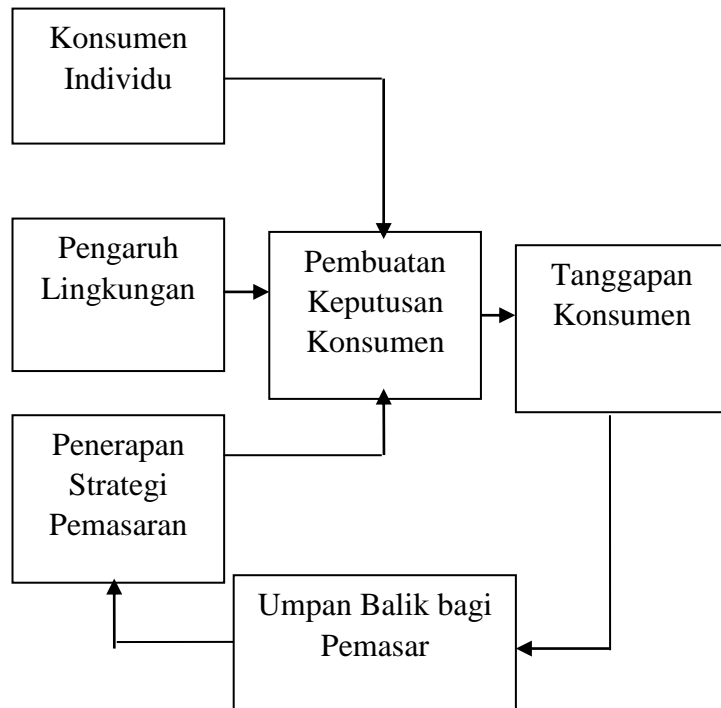 Konsumen
Individu
Pengaruh
Lingkungan
Pembuatan
Keputusan
Konsumen
Tanggapan
Konsumen
Penerapan
Strategi
Pemasaran
Umpan Balik bagi
Pemasar